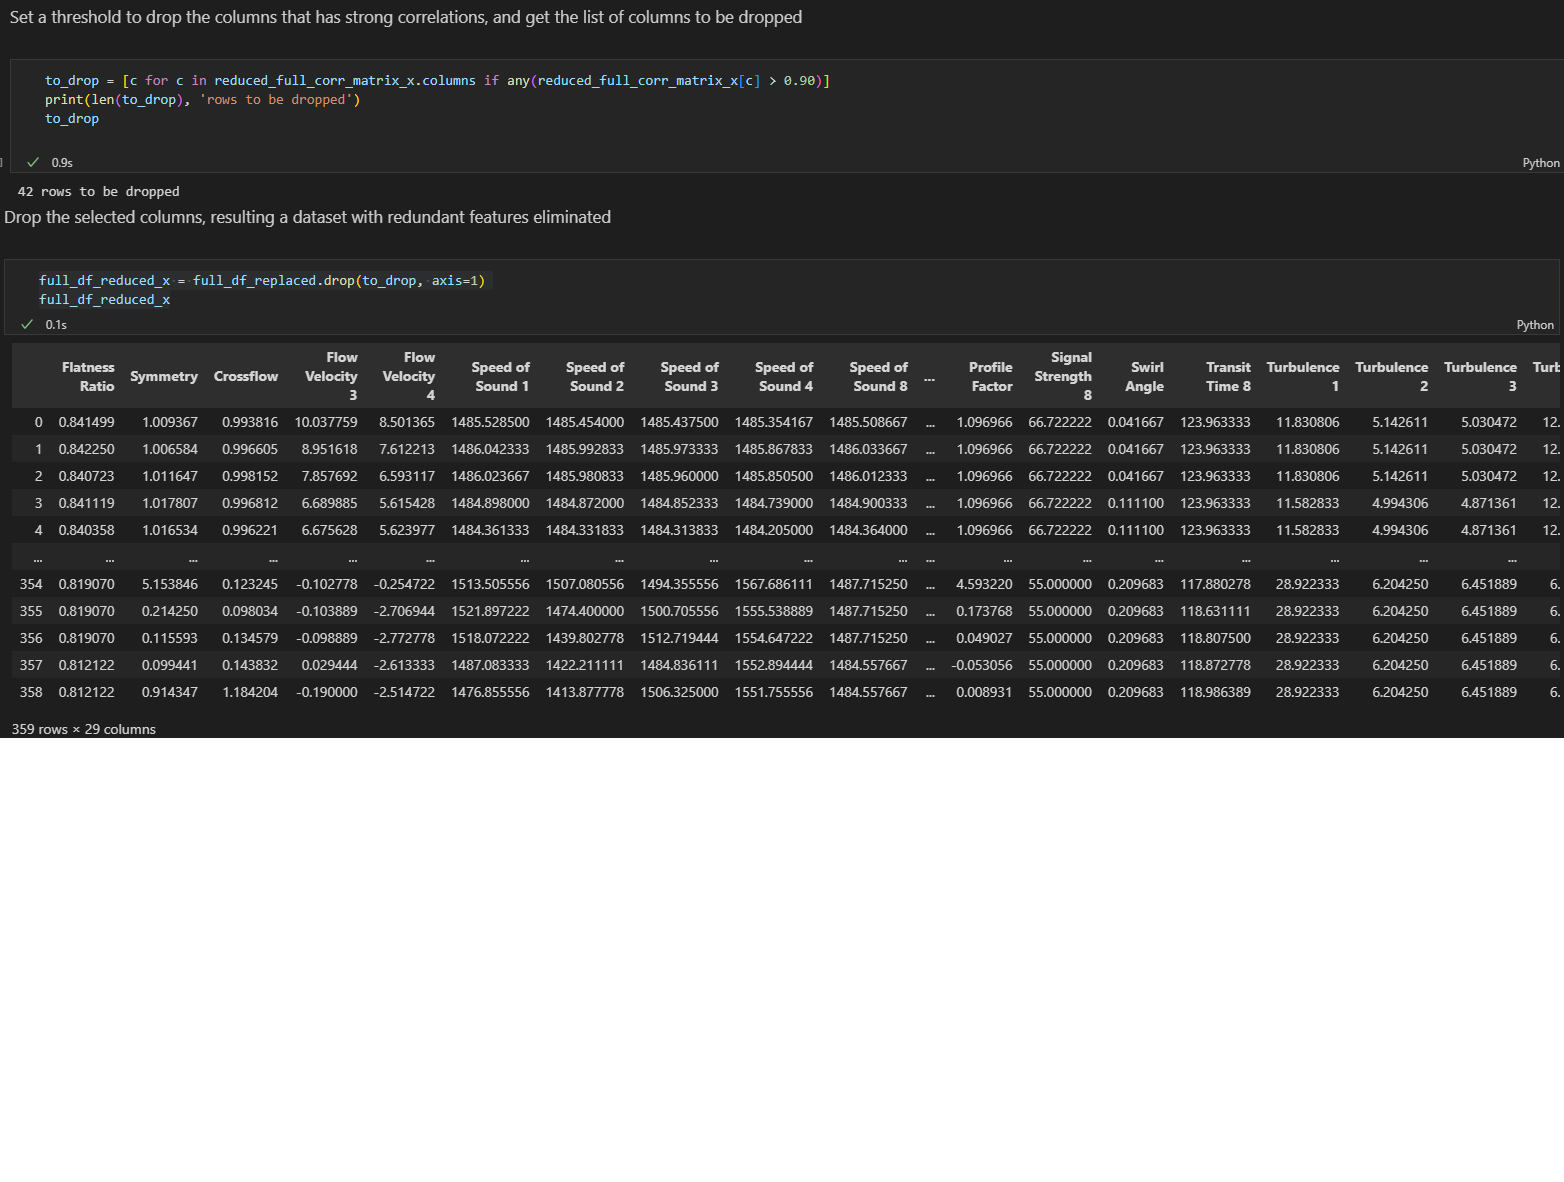 Set a threshold to drop the columns that has strong correlations, and get the list of columns to be dropped
to_drop = [c for c in reduced_full_corr_matrix_x.columns if any(reduced_full_corr_matrix_x[c] > 0.90)]
print(len(to_drop), 'rows to be dropped')
to_drop
] ✓ 0.9s Python
42 rows to be dropped
Drop the selected columns, resulting a dataset with redundant features eliminated
full_df_reduced_x = full_df_replaced.drop(to_drop, axis=1)
full_df_reduced_x
✓ 0.1s Python
Flatness Ratio Symmetry Crossflow Flow Velocity 3 Flow Velocity 4 Speed of Sound 1 Speed of Sound 2 Speed of Sound 3 Speed of Sound 4 Speed of Sound 8 ... Profile Factor Signal Strength 8 Swirl Angle Transit Time 8 Turbulence 1 Turbulence 2 Turbulence 3 Turb
0 0.841499 1.009367 0.993816 10.037759 8.501365 1485.528500 1485.454000 1485.437500 1485.354167 1485.508667 ... 1.096966 66.722222 0.041667 123.963333 11.830806 5.142611 5.030472 12.
1 0.842250 1.006584 0.996605 8.951618 7.612213 1486.042333 1485.992833 1485.973333 1485.867833 1486.033667 ... 1.096966 66.722222 0.041667 123.963333 11.830806 5.142611 5.030472 12.
2 0.840723 1.011647 0.998152 7.857692 6.593117 1486.023667 1485.980833 1485.960000 1485.850500 1486.012333 ... 1.096966 66.722222 0.041667 123.963333 11.830806 5.142611 5.030472 12.
3 0.841119 1.017807 0.996812 6.689885 5.615428 1484.898000 1484.872000 1484.852333 1484.739000 1484.900333 ... 1.096966 66.722222 0.111100 123.963333 11.582833 4.994306 4.871361 12.
4 0.840358 1.016534 0.996221 6.675628 5.623977 1484.361333 1484.331833 1484.313833 1484.205000 1484.364000 ... 1.096966 66.722222 0.111100 123.963333 11.582833 4.994306 4.871361 12.
... ... ... ... ... ... ... ... ... ... ... ... ... ... ... ... ... ... ...
354 0.819070 5.153846 0.123245 -0.102778 -0.254722 1513.505556 1507.080556 1494.355556 1567.686111 1487.715250 ... 4.593220 55.000000 0.209683 117.880278 28.922333 6.204250 6.451889 6.
355 0.819070 0.214250 0.098034 -0.103889 -2.706944 1521.897222 1474.400000 1500.705556 1555.538889 1487.715250 ... 0.173768 55.000000 0.209683 118.631111 28.922333 6.204250 6.451889 6.
356 0.819070 0.115593 0.134579 -0.098889 -2.772778 1518.072222 1439.802778 1512.719444 1554.647222 1487.715250 ... 0.049027 55.000000 0.209683 118.807500 28.922333 6.204250 6.451889 6.
357 0.812122 0.099441 0.143832 0.029444 -2.613333 1487.083333 1422.211111 1484.836111 1552.894444 1484.557667 ... -0.053056 55.000000 0.209683 118.872778 28.922333 6.204250 6.451889 6.
358 0.812122 0.914347 1.184204 -0.190000 -2.514722 1476.855556 1413.877778 1506.325000 1551.755556 1484.557667 ... 0.008931 55.000000 0.209683 118.986389 28.922333 6.204250 6.451889 6.
359 rows × 29 columns